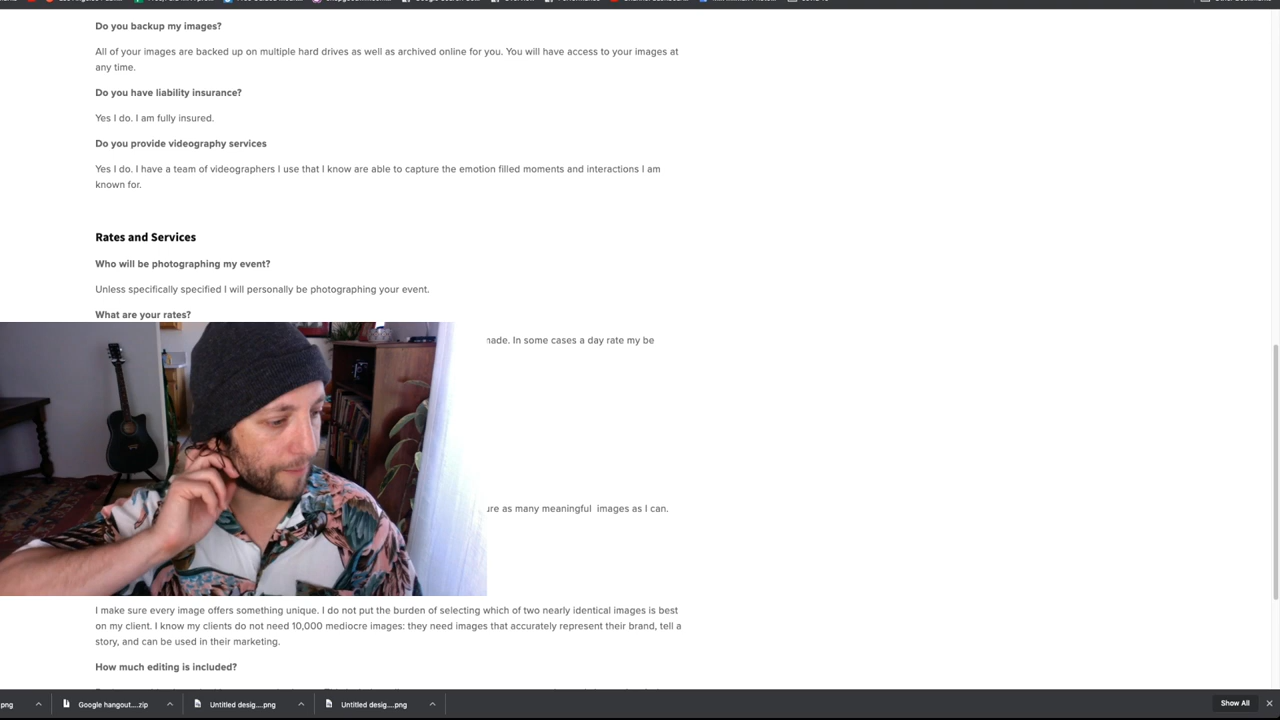 Do you backup my images?
All of your images are backed up on multiple hard drives as well as archived online for you. You will have access to your images at
any time.
Do you have liability insurance?
Yes I do. I am fully insured.
Do you provide videography services
Yes I do. I have a team of videographers I use that I know are able to capture the emotion filled moments and interactions I am
known for.
Rates and Services
Who will be photographing my event?
Unless specifically specified I will personally be photographing your event.
What are your rates?
made. In some cases a day rate my be
ure as many meaningful images as I can.
I make sure every image offers something unique. I do not put the burden of selecting which of two nearly identical images is best
on my client. I know my clients do not need 10,000 mediocre images: they need images that accurately represent their brand, tell a
story, and can be used in their marketing.
How much editing is included?
png
Google hangout....zip
Untitled desig....png
Untitled desig....png
Show All